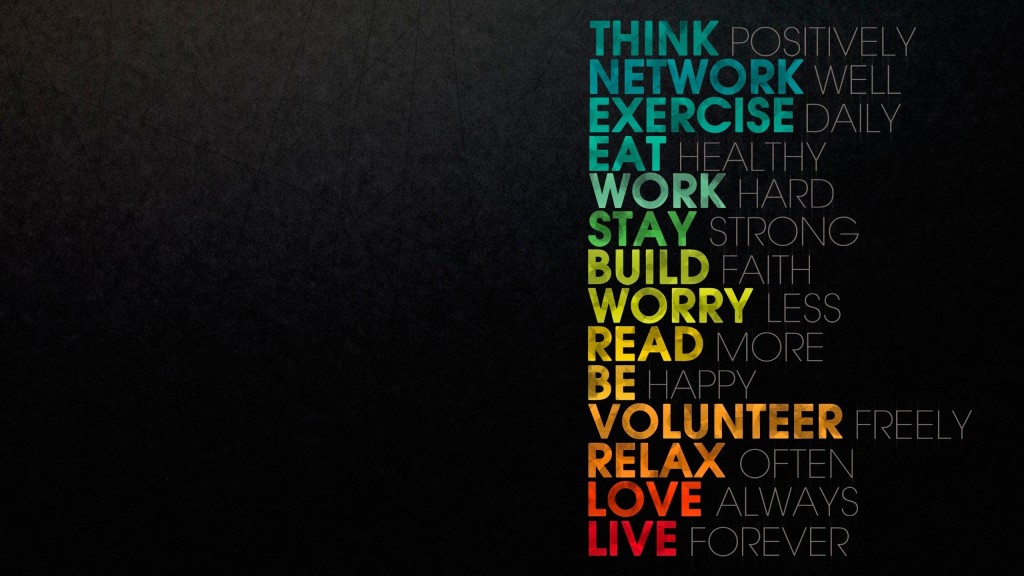 THINK POSITIVELY
NETWORK WELL
EXERCISE DAILY
EAT HEALTHY
WORK HARD
STAY STRONG
BUILD FAITH
WORRY LESS
READ MORE
BE HAPPY
VOLUNTEER FREELY
RELAX OFTEN
LOVE ALWAYS
LIVE FOREVER